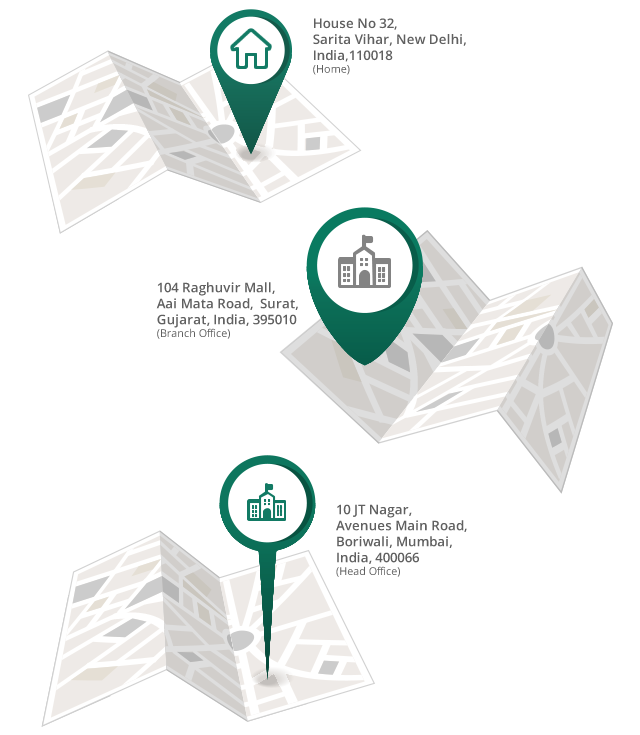 House No 32,
Sarita Vihar, New Delhi,
India,110018
(Home)
104 Raghuvir Mall,
Aai Mata Road,  Surat,
Gujarat, India, 395010
(Branch Office)
10 JT Nagar,
Avenues Main Road,
Boriwali, Mumbai,
India, 400066
(Head Office)